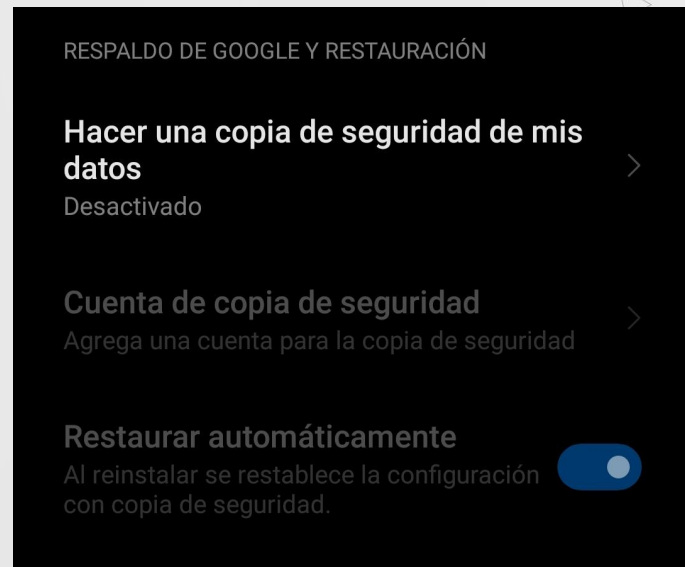 RESPALDO DE GOOGLE Y RESTAURACIÓN
Hacer una copia de seguridad de mis
datos
Desactivado
Cuenta de copia de seguridad
Agrega una cuenta para la copia de seguridad
Restaurar automáticamente
Al reinstalar se restablece la configuración
con copia de seguridad.